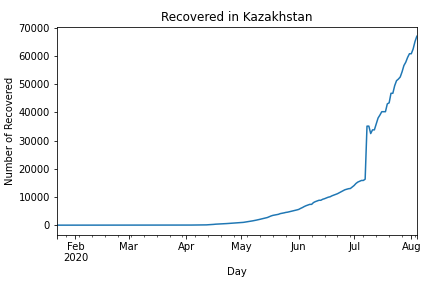 Recovered in Kazakhstan
70000
60000
50000
40000
30000
20000
10000
0
Number of Recovered
Feb Mar Apr May Jun Jul Aug
2020
Day